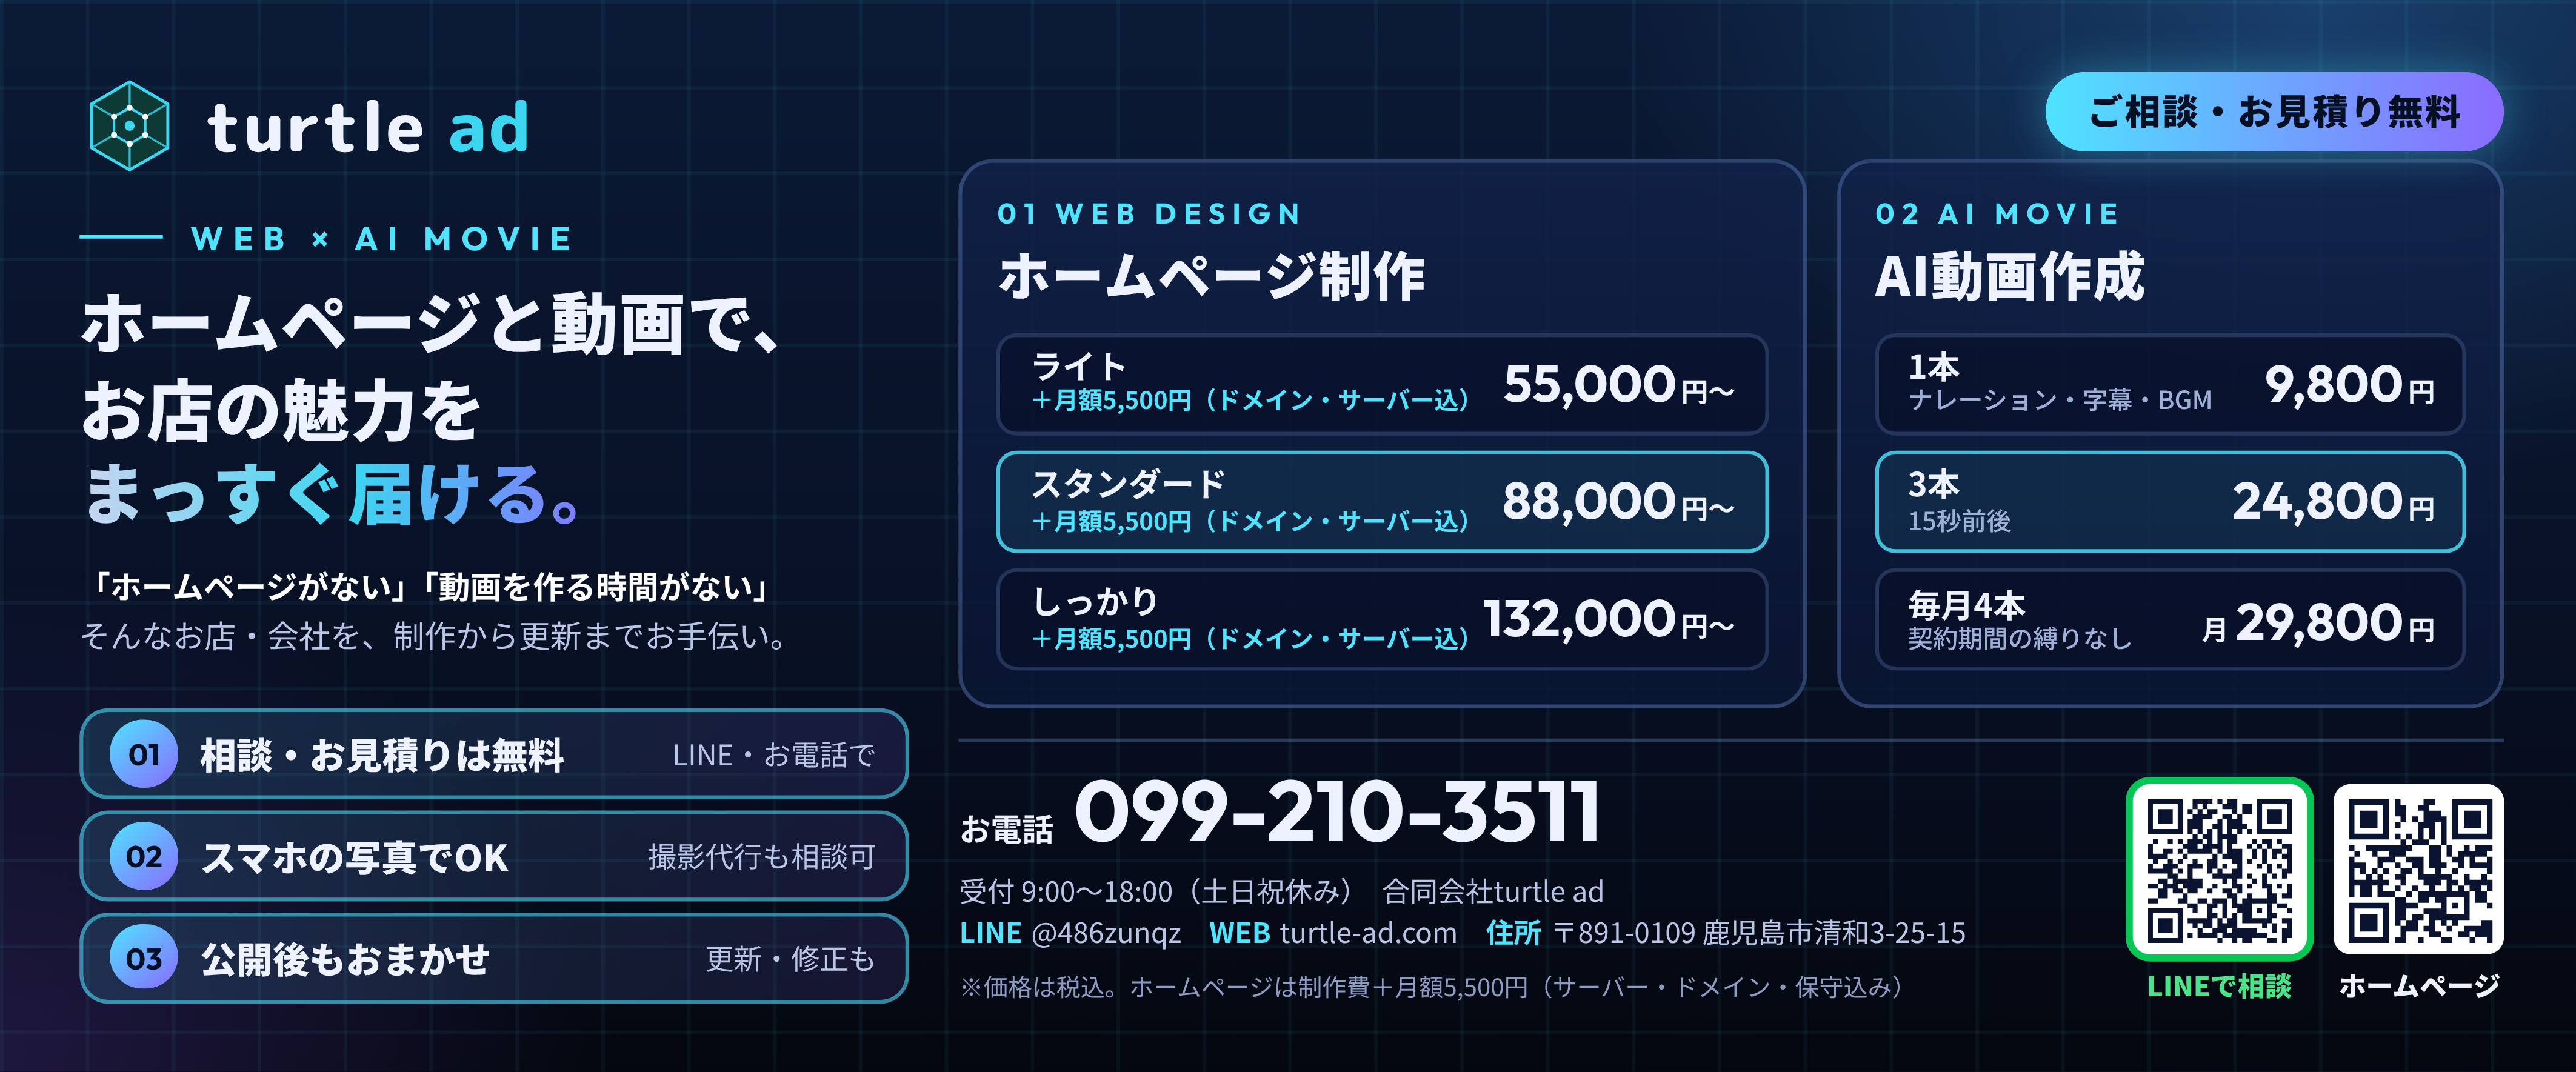 turtle ad
WEB × AI MOVIE
ホームページと動画で、
お店の魅力を
まっすぐ届ける。
「ホームページがない」「動画を作る時間がない」
そんなお店・会社を、制作から更新までお手伝い。
01 相談・お見積りは無料 LINE・お電話で
02 スマホの写真でOK 撮影代行も相談可
03 公開後もおまかせ 更新・修正も
ご相談・お見積り無料
01 WEB DESIGN
ホームページ制作
ライト
+月額5,500円（ドメイン・サーバー込） 55,000円〜
スタンダード
+月額5,500円（ドメイン・サーバー込） 88,000円〜
しっかり
+月額5,500円（ドメイン・サーバー込） 132,000円〜
02 AI MOVIE
AI動画作成
1本
ナレーション・字幕・BGM 9,800円
3本
15秒前後 24,800円
毎月4本
契約期間の縛りなし 月29,800円
お電話 099-210-3511
受付 9:00〜18:00（土日祝休み） 合同会社turtle ad
LINE @486zunqz WEB turtle-ad.com 住所 〒891-0109 鹿児島市清和3-25-15
※価格は税込。ホームページは制作費＋月額5,500円（サーバー・ドメイン・保守込み）
LINEで相談
ホームページ